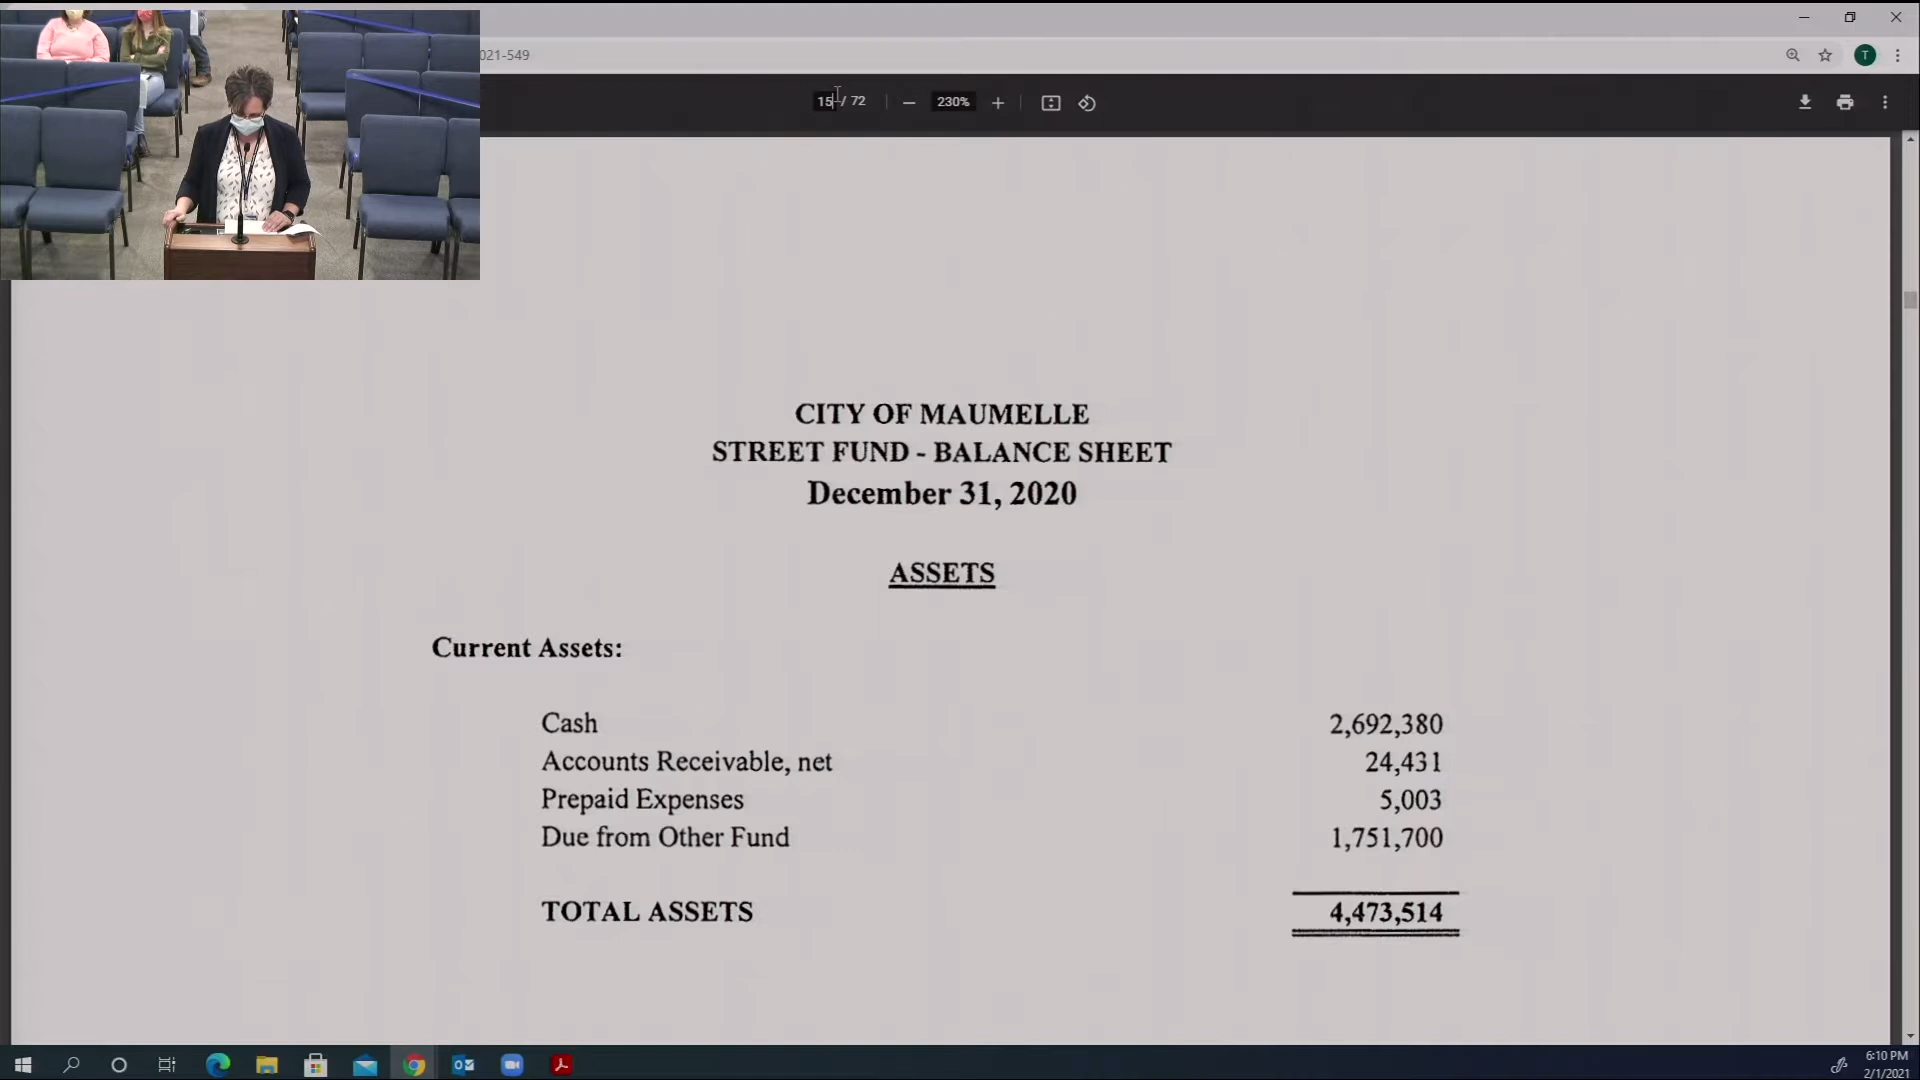 021-549
T
15 / 72
230%
CITY OF MAUMELLE
STREET FUND - BALANCE SHEET
December 31, 2020
ASSETS
Current Assets:
Cash 2,692,380
Accounts Receivable, net 24,431
Prepaid Expenses 5,003
Due from Other Fund 1,751,700
TOTAL ASSETS 4,473,514
6:10 PM
2/1/2021